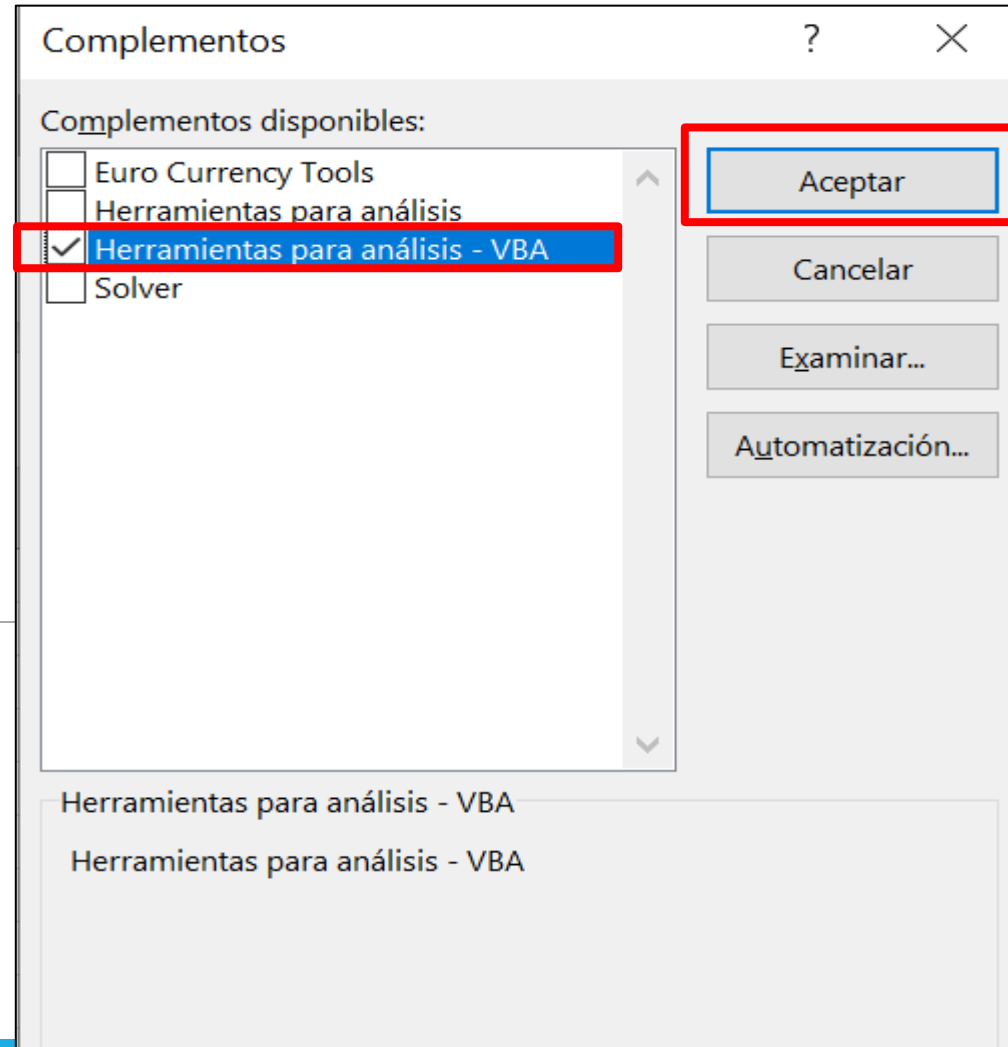 Complementos
?
Complementos disponibles:
Euro Currency Tools
Herramientas para análisis
Herramientas para análisis - VBA
Solver
Aceptar
Cancelar
Examinar...
Automatización...
Herramientas para análisis - VBA
Herramientas para análisis - VBA